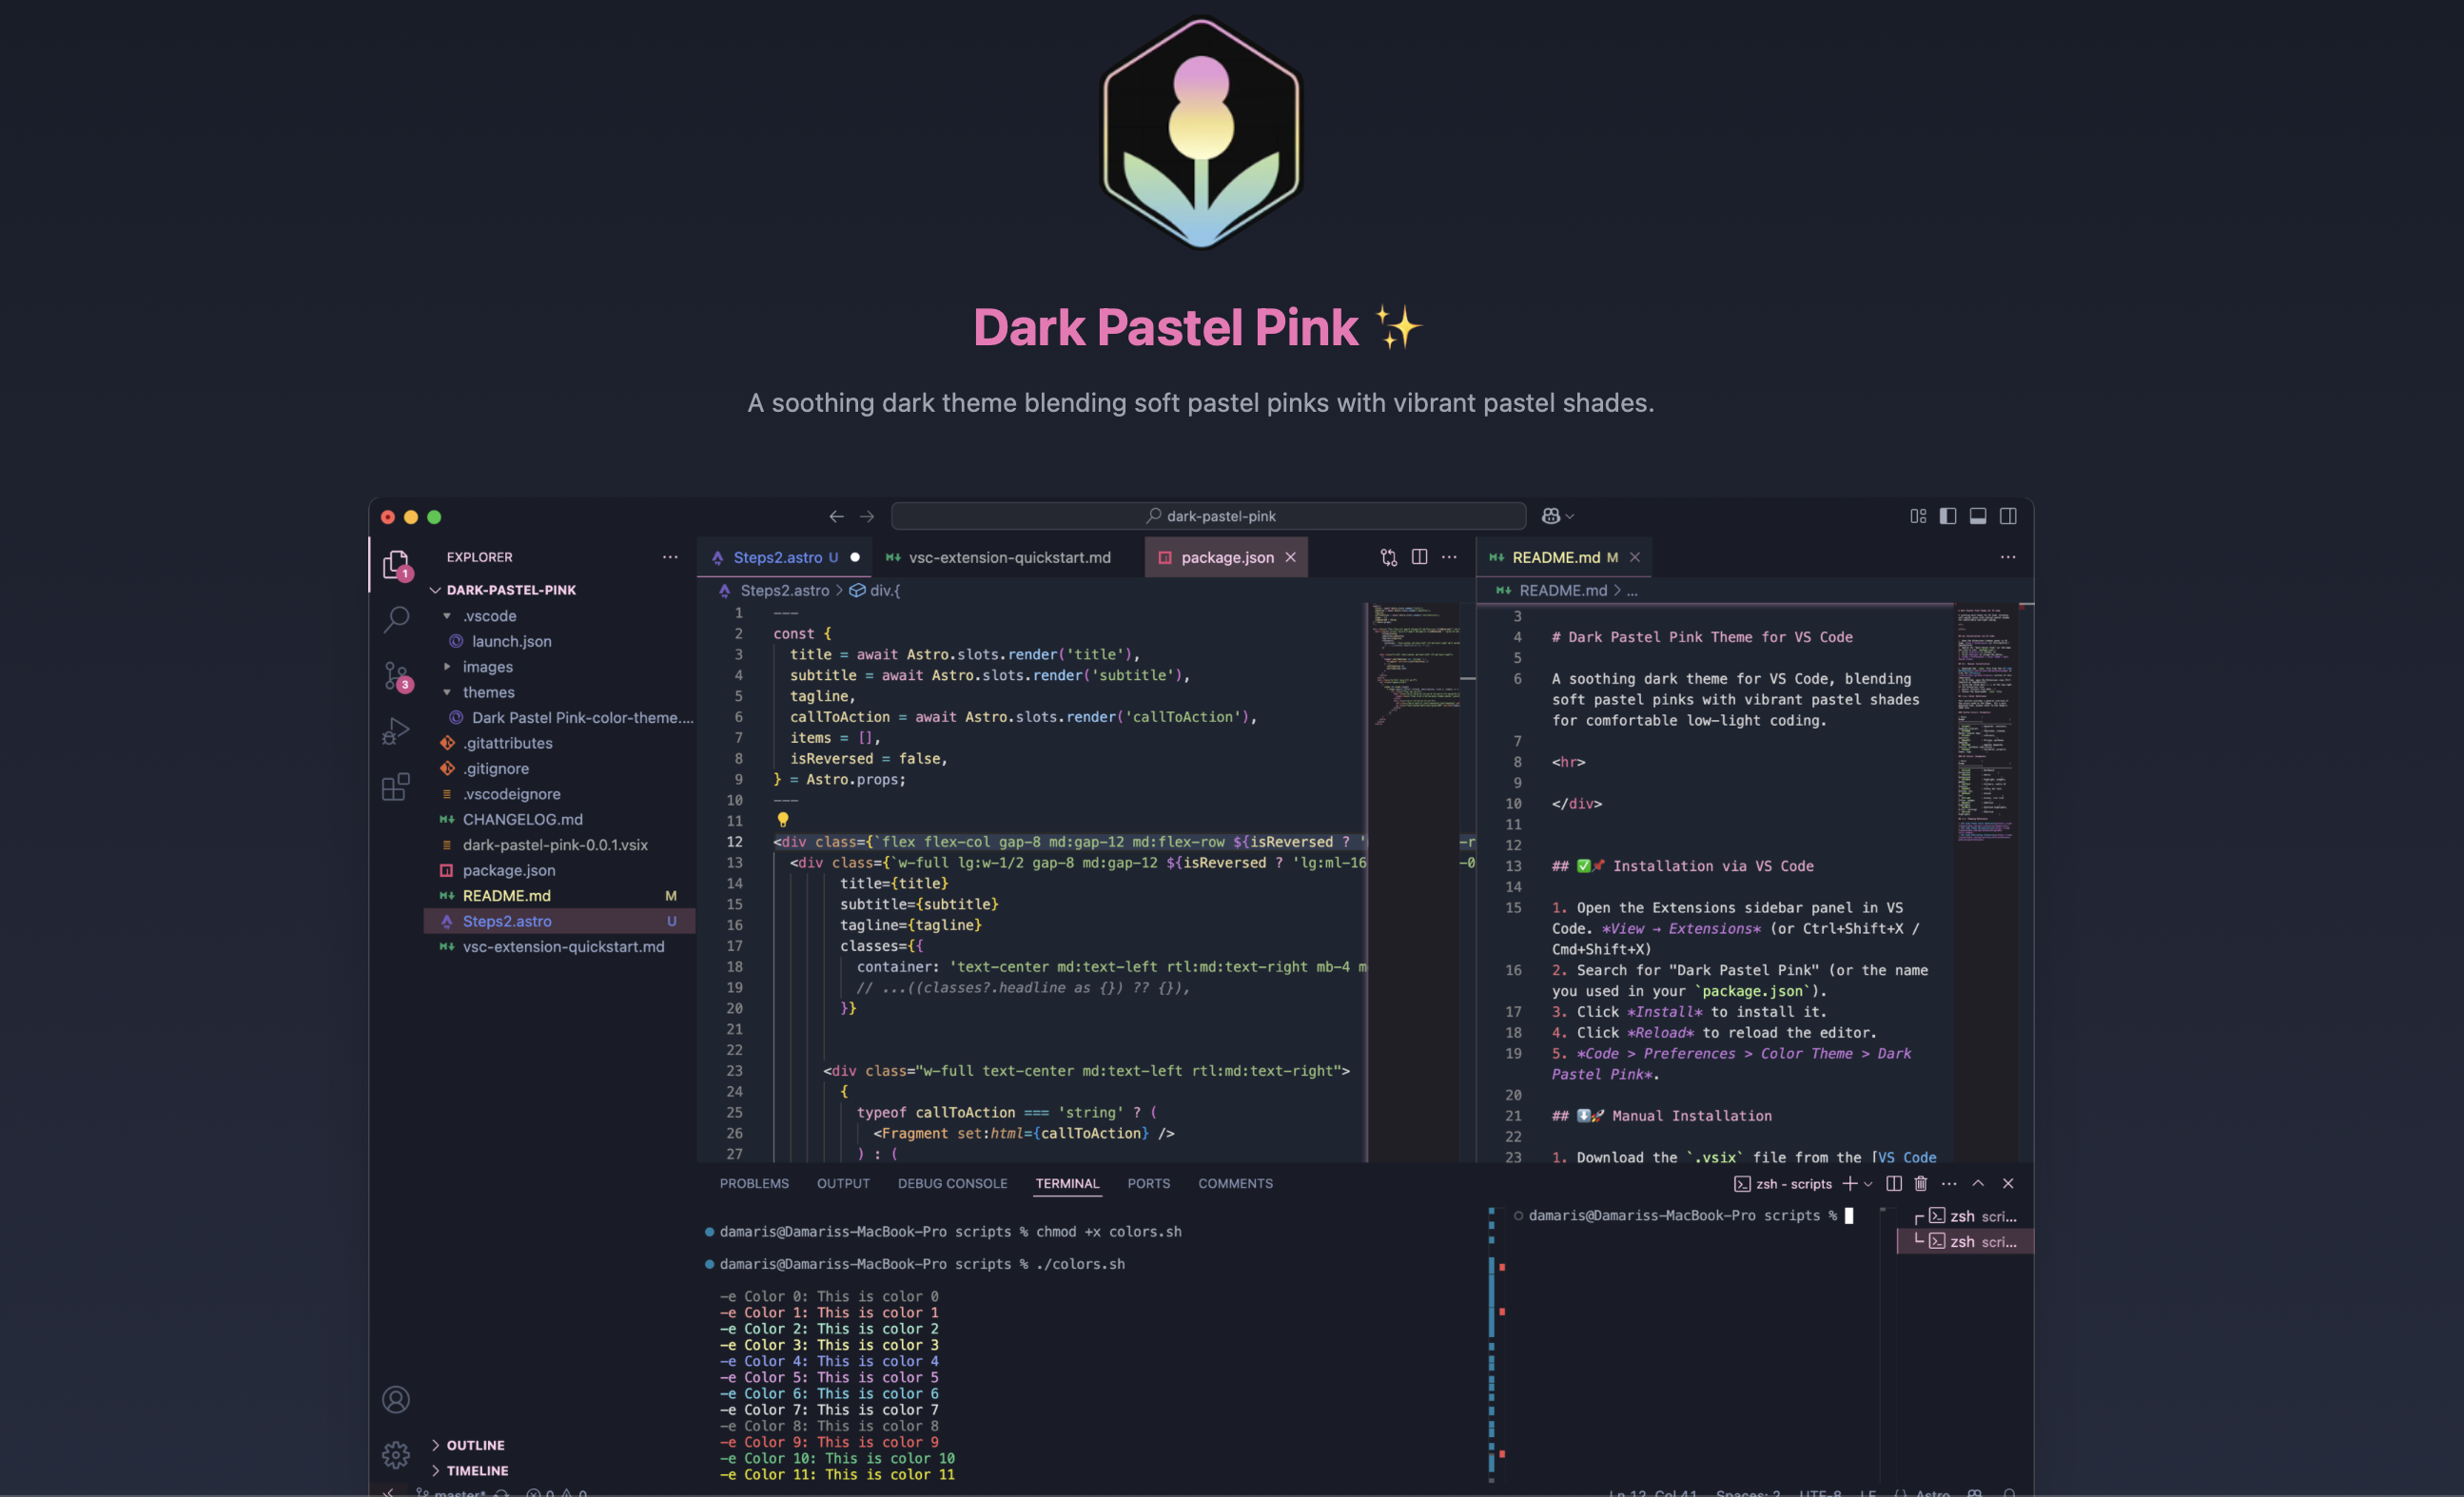 Dark Pastel Pink ✨
A soothing dark theme blending soft pastel pinks with vibrant pastel shades.
dark-pastel-pink
EXPLORER
DARK-PASTEL-PINK
.vscode
launch.json
images
themes
Dark Pastel Pink-color-theme....
.gitattributes
.gitignore
.vscodeignore
CHANGELOG.md
dark-pastel-pink-0.0.1.vsix
package.json
README.md M
Steps2.astro U
vsc-extension-quickstart.md
OUTLINE
TIMELINE
1
3
Steps2.astro U
vsc-extension-quickstart.md
package.json
Steps2.astro > div.{
1 ---
2 const {
3 title = await Astro.slots.render('title'),
4 subtitle = await Astro.slots.render('subtitle'),
5 tagline,
6 callToAction = await Astro.slots.render('callToAction'),
7 items = [],
8 isReversed = false,
9 } = Astro.props;
10 ---
11
12 <div class={`flex flex-col gap-8 md:gap-12 md:flex-row ${isReversed ? '
13 <div class={`w-full lg:w-1/2 gap-8 md:gap-12 ${isReversed ? 'lg:ml-16
14 title={title}
15 subtitle={subtitle}
16 tagline={tagline}
17 classes={{
18 container: 'text-center md:text-left rtl:md:text-right mb-4 m
19 // ...((classes?.headline as {}) ?? {}),
20 }}
21
22
23 <div class="w-full text-center md:text-left rtl:md:text-right">
24 {
25 typeof callToAction === 'string' ? (
26 <Fragment set:html={callToAction} />
27 ) : (
README.md M
README.md > ...
3
4 # Dark Pastel Pink Theme for VS Code
5
6 A soothing dark theme for VS Code, blending
soft pastel pinks with vibrant pastel shades
for comfortable low-light coding.
7
8 <hr>
9
10 </div>
11
12
13 ## ✅📌 Installation via VS Code
14
15 1. Open the Extensions sidebar panel in VS
Code. *View → Extensions* (or Ctrl+Shift+X /
Cmd+Shift+X)
16 2. Search for "Dark Pastel Pink" (or the name
you used in your `package.json`).
17 3. Click *Install* to install it.
18 4. Click *Reload* to reload the editor.
19 5. *Code > Preferences > Color Theme > Dark
Pastel Pink*.
20
21 ## ⬇️🚀 Manual Installation
22
23 1. Download the `.vsix` file from the [VS Code
PROBLEMS OUTPUT DEBUG CONSOLE TERMINAL PORTS COMMENTS
zsh - scripts
damaris@Damariss-MacBook-Pro scripts % chmod +x colors.sh
damaris@Damariss-MacBook-Pro scripts % ./colors.sh
-e Color 0: This is color 0
-e Color 1: This is color 1
-e Color 2: This is color 2
-e Color 3: This is color 3
-e Color 4: This is color 4
-e Color 5: This is color 5
-e Color 6: This is color 6
-e Color 7: This is color 7
-e Color 8: This is color 8
-e Color 9: This is color 9
-e Color 10: This is color 10
-e Color 11: This is color 11
damaris@Damariss-MacBook-Pro scripts %
zsh scri...
zsh scri...
master* 0 0
Ln 12, Col 41 Spaces: 2 UTF-8 LF {} Astro